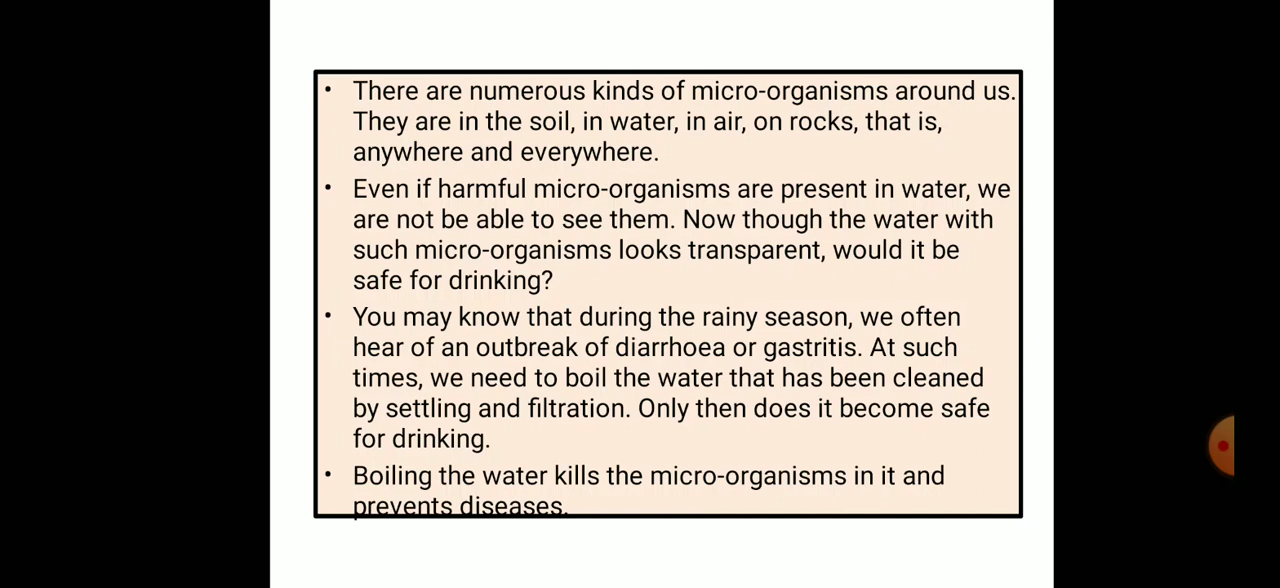 • There are numerous kinds of micro-organisms around us.
They are in the soil, in water, in air, on rocks, that is,
anywhere and everywhere.
• Even if harmful micro-organisms are present in water, we
are not be able to see them. Now though the water with
such micro-organisms looks transparent, would it be
safe for drinking?
• You may know that during the rainy season, we often
hear of an outbreak of diarrhoea or gastritis. At such
times, we need to boil the water that has been cleaned
by settling and filtration. Only then does it become safe
for drinking.
• Boiling the water kills the micro-organisms in it and
prevents diseases.